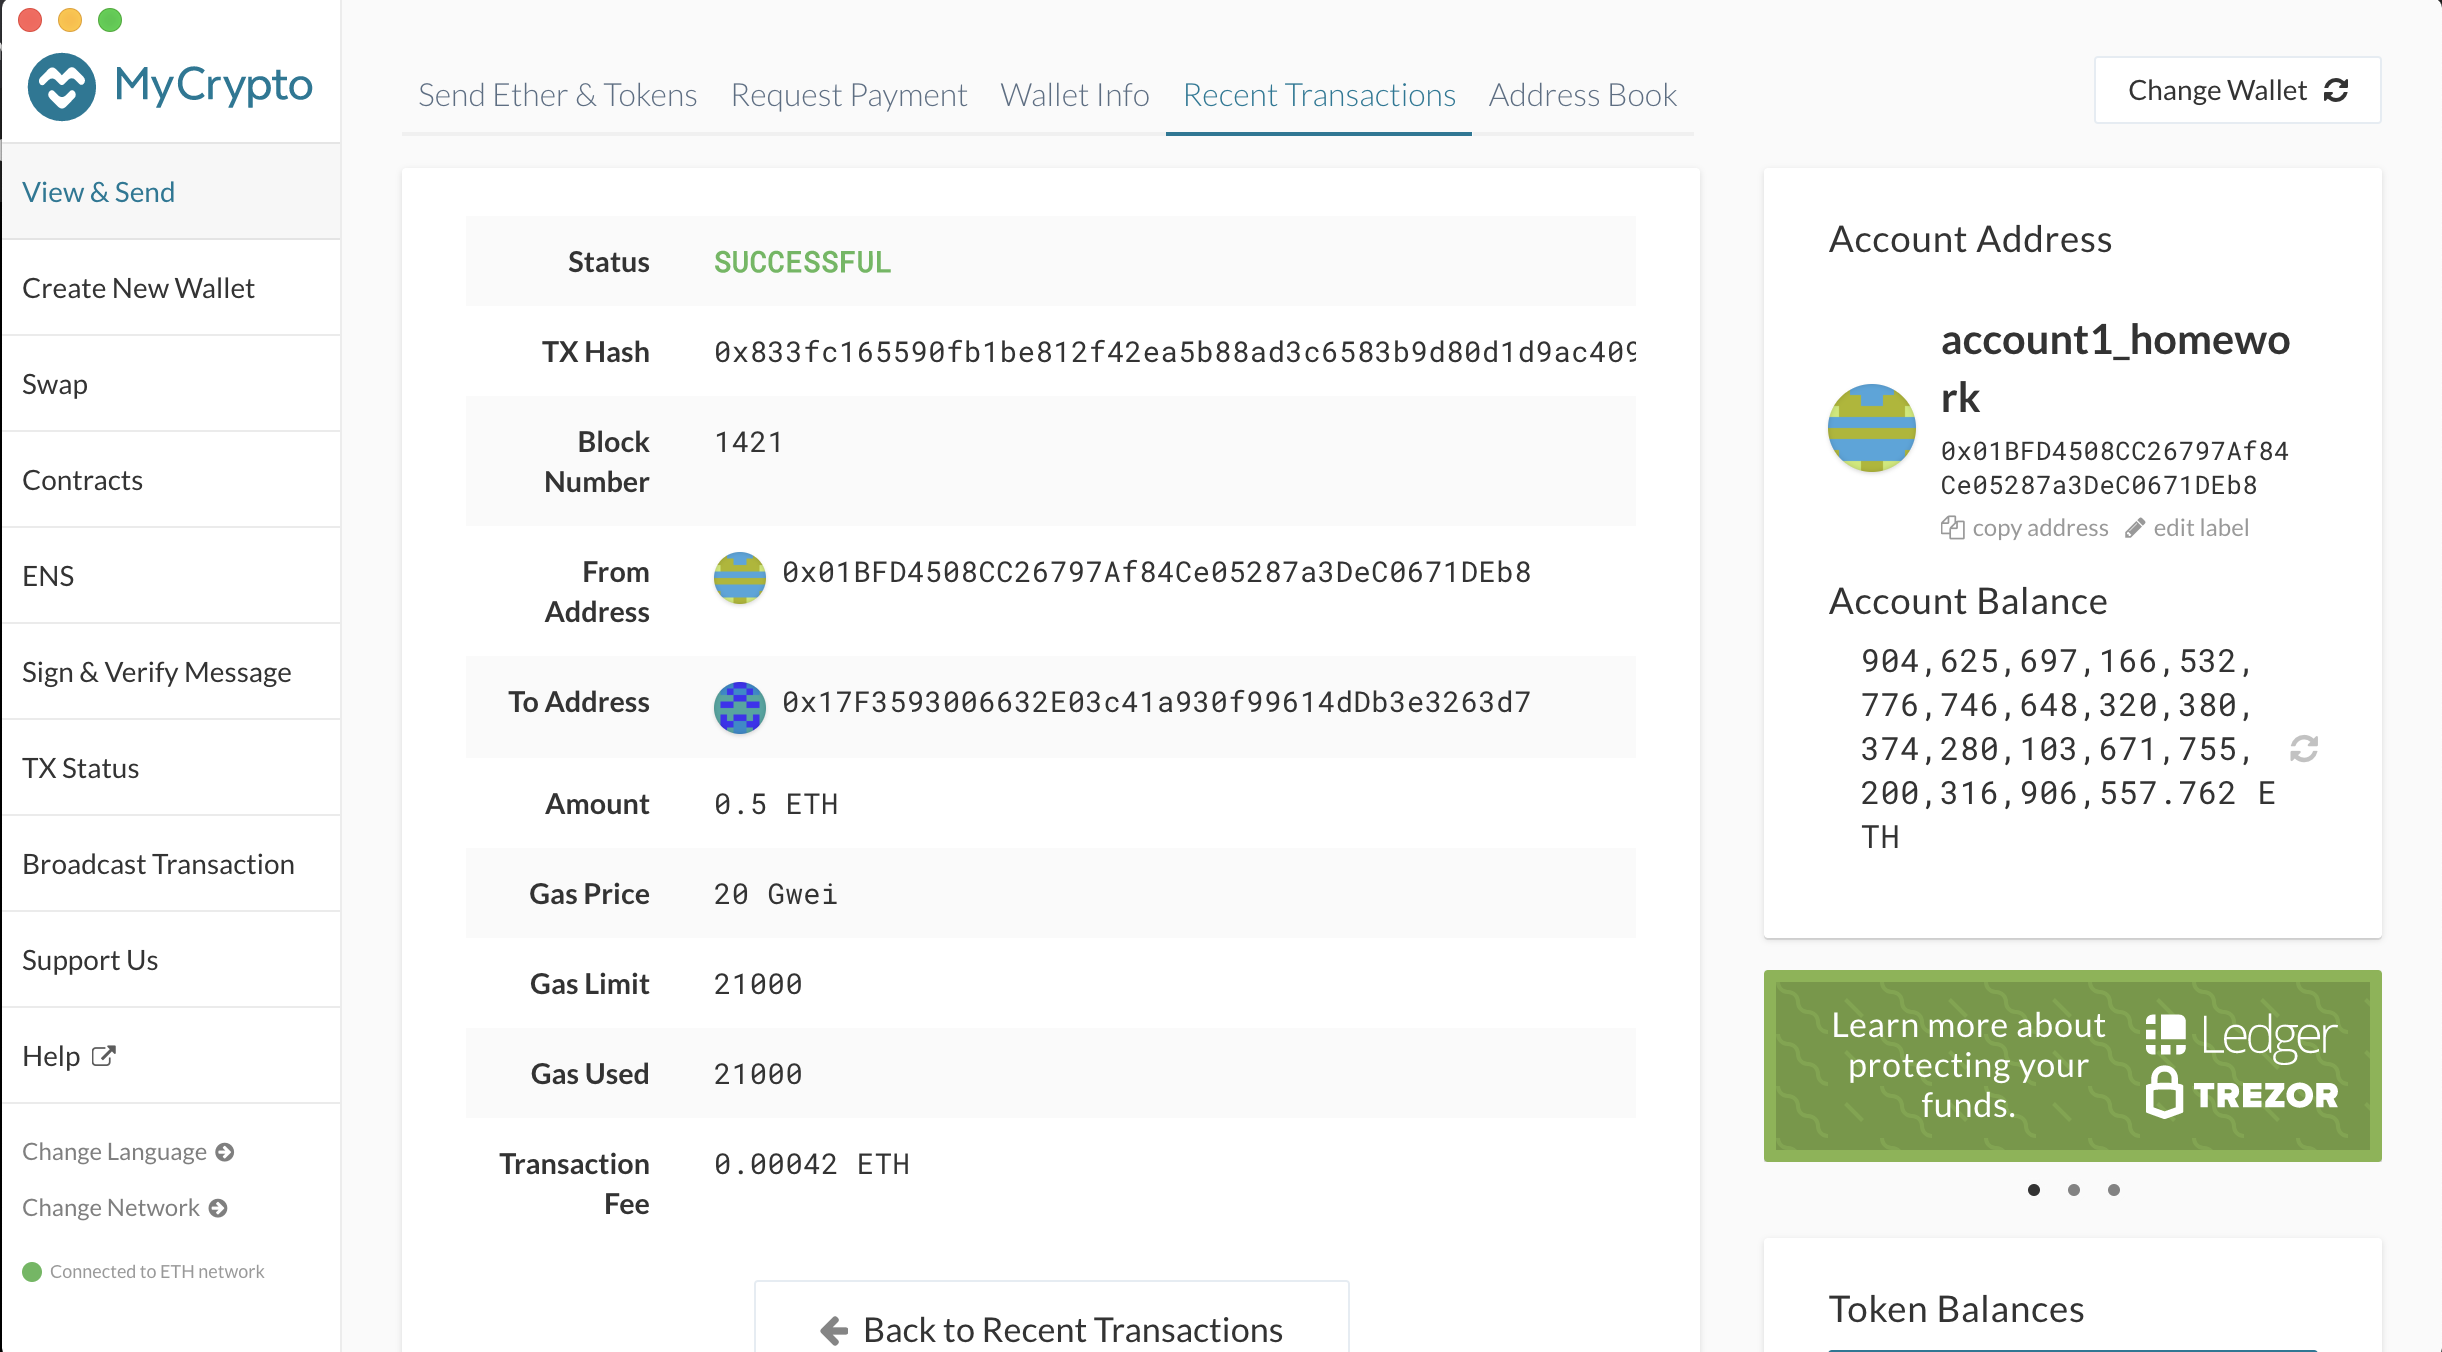 MyCrypto
Send Ether & Tokens
Request Payment
Wallet Info
Recent Transactions
Address Book
Change Wallet
View & Send
Create New Wallet
Swap
Contracts
ENS
Sign & Verify Message
TX Status
Broadcast Transaction
Support Us
Help
Change Language
Change Network
Connected to ETH network
Status
SUCCESSFUL
TX Hash
0x833fc165590fb1be812f42ea5b88ad3c6583b9d80d1d9ac409
Block
Number
1421
From
Address
0x01BFD4508CC26797Af84Ce05287a3DeC0671DEb8
To Address
0x17F3593006632E03c41a930f99614dDb3e3263d7
Amount
0.5 ETH
Gas Price
20 Gwei
Gas Limit
21000
Gas Used
21000
Transaction
Fee
0.00042 ETH
Back to Recent Transactions
Account Address
account1_homewo
rk
0x01BFD4508CC26797Af84
Ce05287a3DeC0671DEb8
copy address
edit label
Account Balance
904,625,697,166,532,
776,746,648,320,380,
374,280,103,671,755,
200,316,906,557.762 E
TH
Learn more about
protecting your
funds.
Ledger
TREZOR
Token Balances